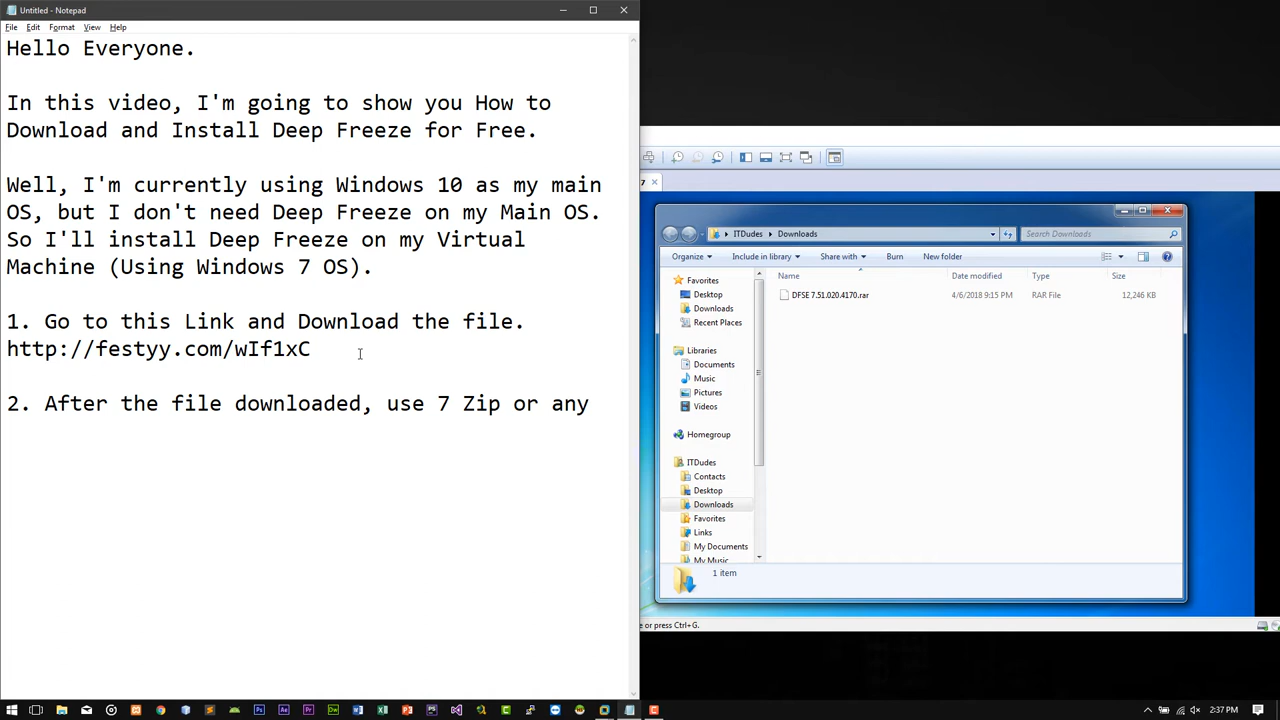 Untitled - Notepad
File Edit Format View Help
Hello Everyone.
In this video, I'm going to show you How to
Download and Install Deep Freeze for Free.
Well, I'm currently using Windows 10 as my main
OS, but I don't need Deep Freeze on my Main OS.
So I'll install Deep Freeze on my Virtual
Machine (Using Windows 7 OS).
1. Go to this Link and Download the file.
http://festyy.com/wIf1xC
2. After the file downloaded, use 7 Zip or any
7
ITDudes Downloads
Search Downloads
Organize Include in library Share with Burn New folder
Name Date modified Type Size
DFSE 7.51.020.4170.rar 4/6/2018 9:15 PM RAR File 12,246 KB
Favorites
Desktop
Downloads
Recent Places
Libraries
Documents
Music
Pictures
Videos
Homegroup
ITDudes
Contacts
Desktop
Downloads
Favorites
Links
My Documents
My Music
1 item
e or press Ctrl+G.
2:37 PM